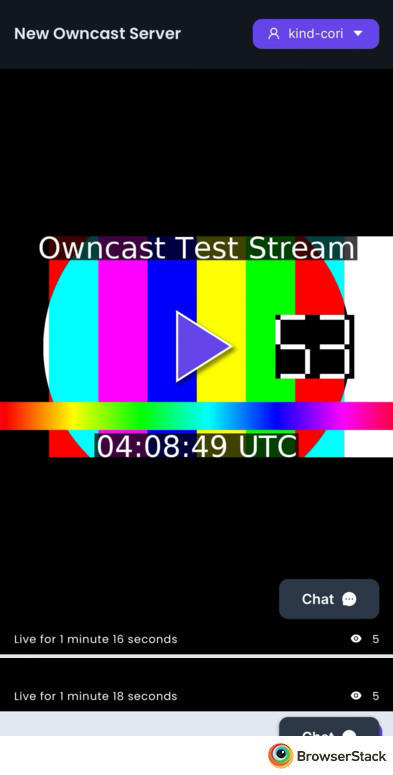 New Owncast Server
kind-cori
Owncast Test Stream
53
04:08:49 UTC
Chat
Live for 1 minute 16 seconds
5
Live for 1 minute 18 seconds
5
Chat
BrowserStack